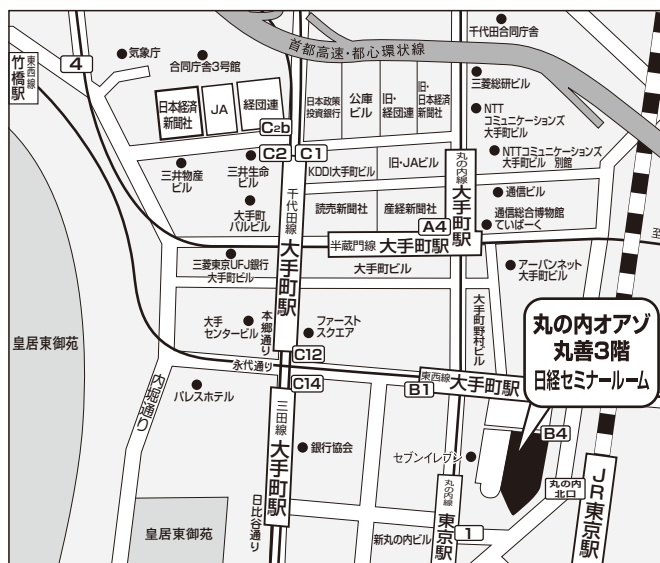 千代田合同庁舎
首都高速・都心環状線
東西線
竹橋駅
4
気象庁
合同庁舎3号館
日本経済
新聞社
JA
経団連
C2b
日本政策
投資銀行
公庫
ビル
旧・
経団連
旧・
日本経済
新聞社
三菱総研ビル
NTT
コミュニケーションズ
大手町ビル
NTTコミュニケーションズ
大手町ビル 別館
C2
C1
三井物産
ビル
三井生命
ビル
KDDI大手町ビル
旧・JAビル
丸の内線
大手町駅
通信ビル
大手町
パルビル
千代田線
大手町駅
読売新聞社
産経新聞社
A4
通信総合博物館
ていぱーく
半蔵門線 大手町駅
至
三菱東京UFJ銀行
大手町ビル
大手町ビル
アーバンネット
大手町ビル
皇居東御苑
大手
センタービル
本郷通り
ファースト
スクエア
大手町野村ビル
丸の内オアゾ
丸善3階
日経セミナールーム
永代通り
C12
内堀通り
パレスホテル
C14
東西線 大手町駅
B1
B4
三田線
大手町駅
銀行協会
セブンイレブン
丸の内
北口
JR東京駅
日比谷通り
皇居東御苑
新丸の内ビル
丸の内線
東京駅
1